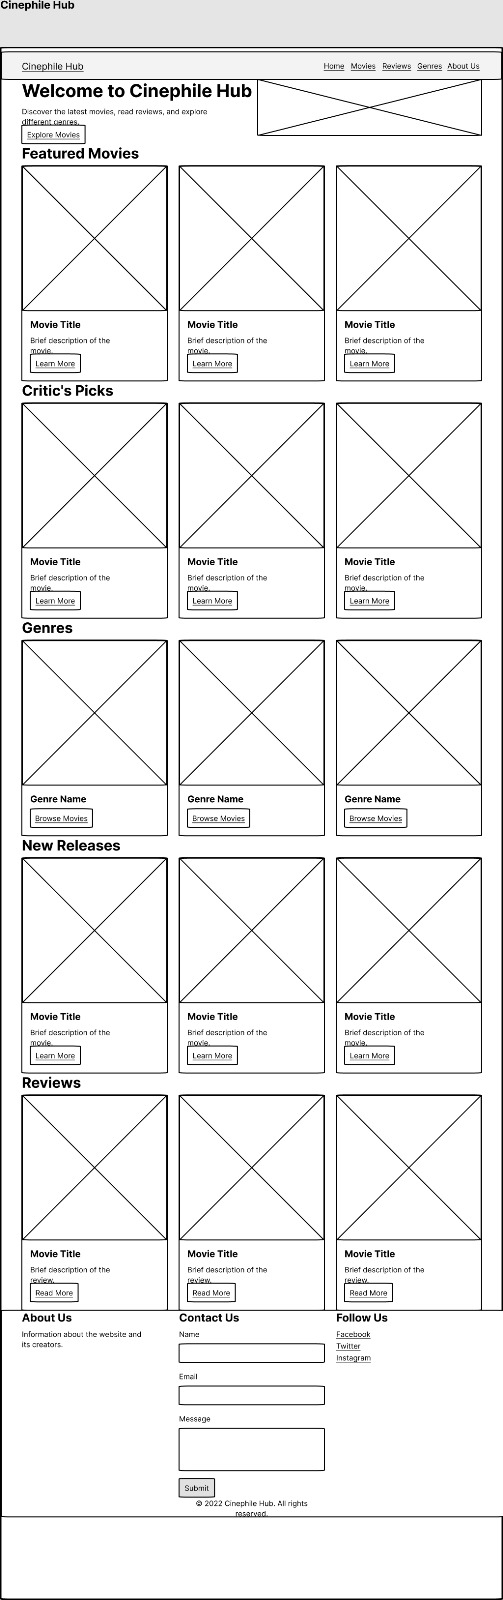 Cinephile Hub
Cinephile Hub
Home Movies Reviews Genres About Us
Welcome to Cinephile Hub
Discover the latest movies, read reviews, and explore
different genres.
Explore Movies
Featured Movies
Movie Title
Brief description of the
movie.
Learn More
Movie Title
Brief description of the
movie.
Learn More
Movie Title
Brief description of the
movie.
Learn More
Critic's Picks
Movie Title
Brief description of the
movie.
Learn More
Movie Title
Brief description of the
movie.
Learn More
Movie Title
Brief description of the
movie.
Learn More
Genres
Genre Name
Browse Movies
Genre Name
Browse Movies
Genre Name
Browse Movies
New Releases
Movie Title
Brief description of the
movie.
Learn More
Movie Title
Brief description of the
movie.
Learn More
Movie Title
Brief description of the
movie.
Learn More
Reviews
Movie Title
Brief description of the
review.
Read More
Movie Title
Brief description of the
review.
Read More
Movie Title
Brief description of the
review.
Read More
About Us
Information about the website and
its creators.
Contact Us
Name
Email
Message
Submit
Follow Us
Facebook
Twitter
Instagram
© 2022 Cinephile Hub. All rights
reserved.